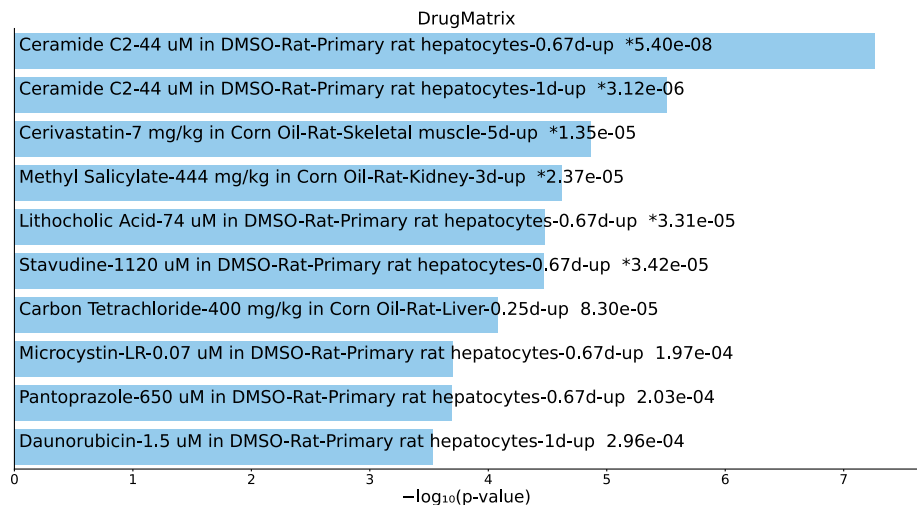 DrugMatrix
Ceramide C2-44 uM in DMSO-Rat-Primary rat hepatocytes-0.67d-up *5.40e-08
Ceramide C2-44 uM in DMSO-Rat-Primary rat hepatocytes-1d-up *3.12e-06
Cerivastatin-7 mg/kg in Corn Oil-Rat-Skeletal muscle-5d-up *1.35e-05
Methyl Salicylate-444 mg/kg in Corn Oil-Rat-Kidney-3d-up *2.37e-05
Lithocholic Acid-74 uM in DMSO-Rat-Primary rat hepatocytes-0.67d-up *3.31e-05
Stavudine-1120 uM in DMSO-Rat-Primary rat hepatocytes-0.67d-up *3.42e-05
Carbon Tetrachloride-400 mg/kg in Corn Oil-Rat-Liver-0.25d-up 8.30e-05
Microcystin-LR-0.07 uM in DMSO-Rat-Primary rat hepatocytes-0.67d-up 1.97e-04
Pantoprazole-650 uM in DMSO-Rat-Primary rat hepatocytes-0.67d-up 2.03e-04
Daunorubicin-1.5 uM in DMSO-Rat-Primary rat hepatocytes-1d-up 2.96e-04
0 1 2 3 4 5 6 7
−log₁₀(p-value)